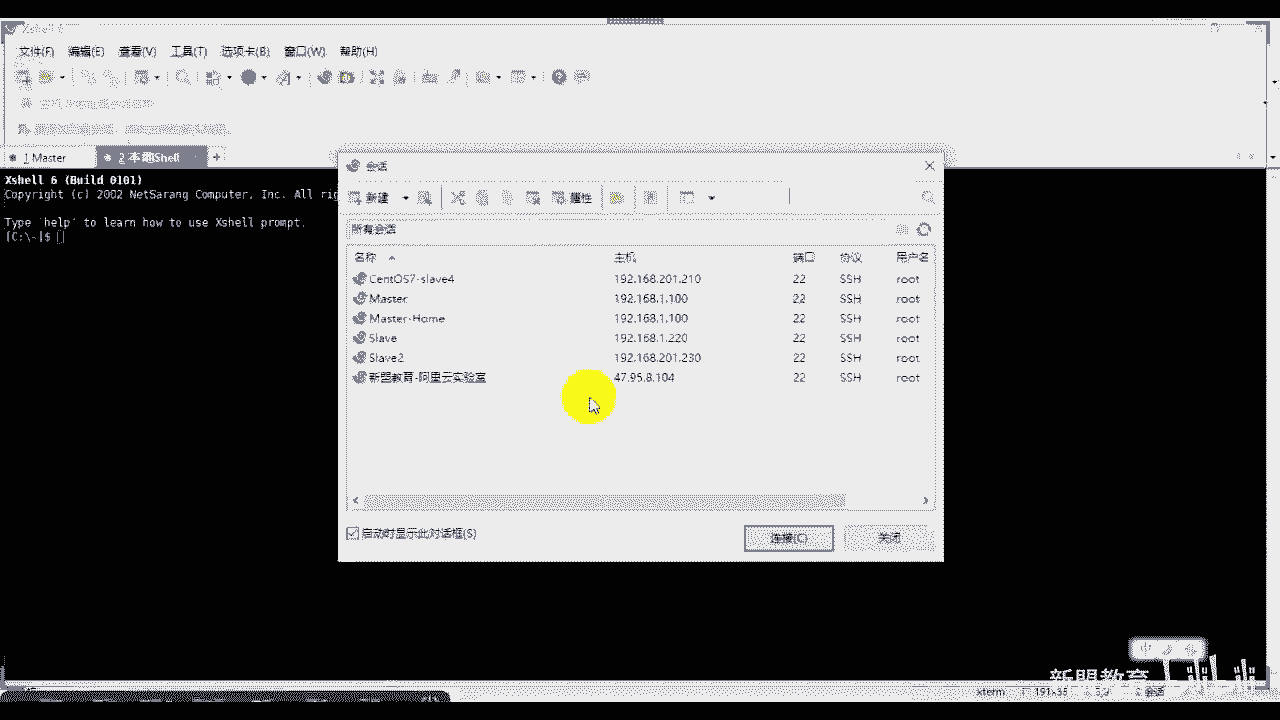 Xshell 6
文件(F) 编辑(E) 查看(V) 工具(T) 选项卡(B) 窗口(W) 帮助(H)
1 Master 2 本地Shell +
Xshell 6 (Build 0101)
Copyright (c) 2002 NetSarang Computer, Inc. All rig
Type `help' to learn how to use Xshell prompt.
[C:\~]$
会话
新建 属性
所有会话
名称 主机 端口 协议 用户名
CentOS7-slave4 192.168.201.210 22 SSH root
Master 192.168.1.100 22 SSH root
Master-Home 192.168.1.100 22 SSH root
Slave 192.168.1.220 22 SSH root
Slave2 192.168.201.230 22 SSH root
新盟教育-阿里云实验室 47.95.8.104 22 SSH root
启动时显示此对话框(S)
连接(C) 关闭
中
新盟教育 bilibili
xterm